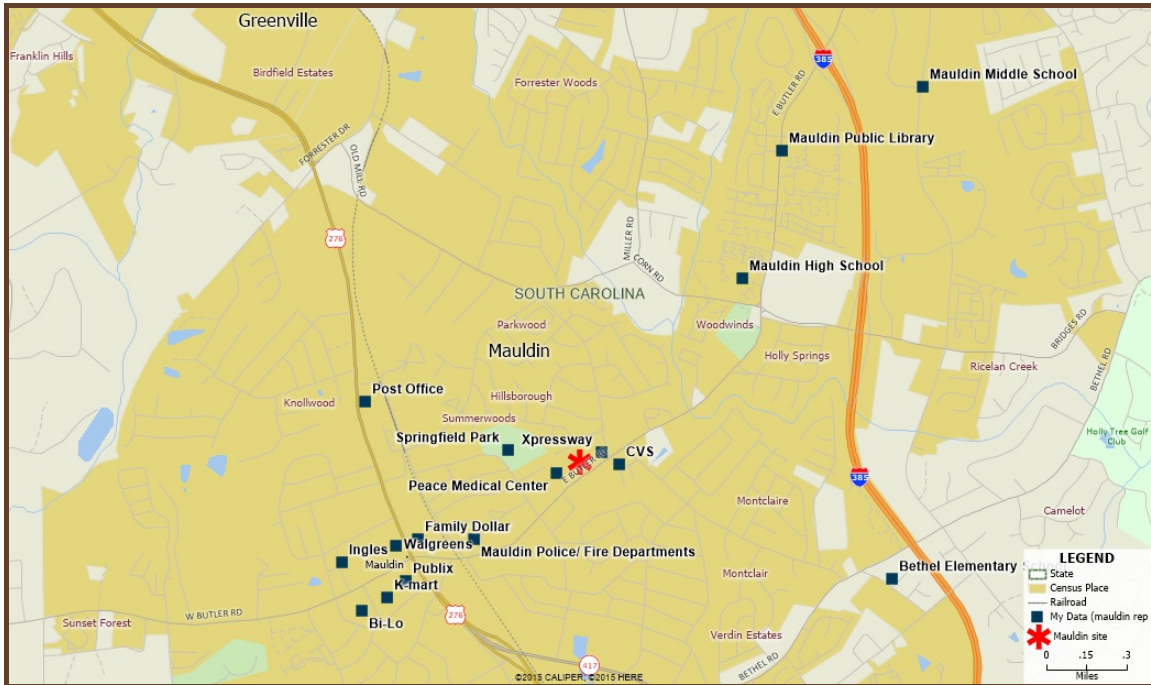 Greenville
Franklin Hills
Birdfield Estates
Forrester Woods
E BUTLER RD
385
Mauldin Middle School
Mauldin Public Library
FORRESTER DR
OLD MILL RD
276
MILLER RD
CORN RD
Mauldin High School
SOUTH CAROLINA
Parkwood
Woodwinds
Mauldin
Holly Springs
BRIDGES RD
BETHEL RD
Ricelan Creek
Post Office
Knollwood
Hillsborough
Summerwoods
Holly Tree Golf
Club
Springfield Park
Xpressway
CVS
E BUTLER
Peace Medical Center
385
Montclaire
Camelot
Family Dollar
Walgreens
Mauldin Police/ Fire Departments
Ingles
Mauldin
Publix
K-mart
Montclair
Bethel Elementary School
W BUTLER RD
Bi-Lo
276
Sunset Forest
Verdin Estates
BETHEL RD
417
LEGEND
State
Census Place
Railroad
My Data (mauldin rep
Mauldin site
0 .15 .3
Miles
©2015 CALIPER; ©2015 HERE